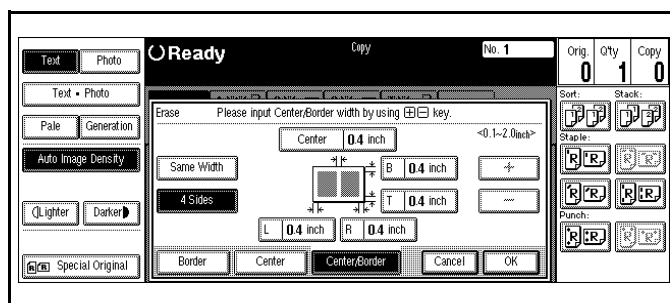 Text Photo
Text • Photo
Pale Generation
Auto Image Density
Lighter Darker
R R Special Original
Ready Copy No. 1
Orig. Q'ty Copy
0 1 0
Erase Please input Center/Border width by using + − key.
Center 0.4 inch <0.1~2.0inch>
Same Width B 0.4 inch +
4 Sides T 0.4 inch −
L 0.4 inch R 0.4 inch
Border Center Center/Border Cancel OK
Sort: Stack:
Staple:
Punch: